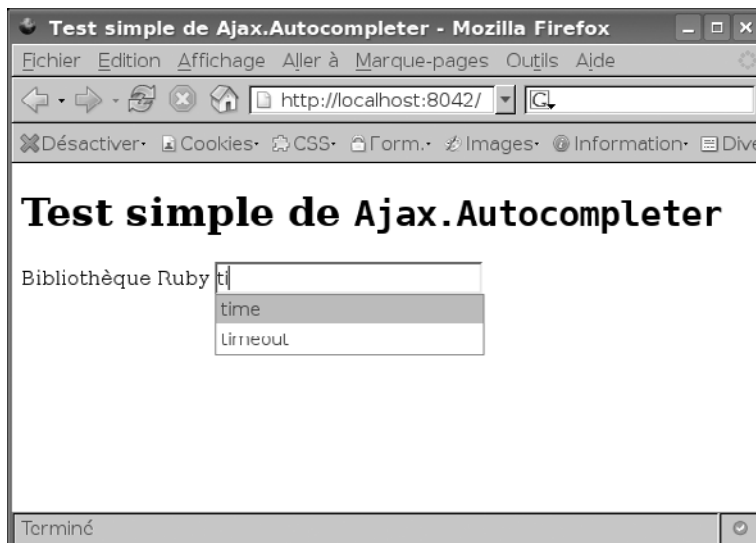 Test simple de Ajax.Autocompleter - Mozilla Firefox
Fichier Edition Affichage Aller à Marque-pages Outils Aide
http://localhost:8042/ G
Désactiver Cookies CSS Form. Images Information Dive
Test simple de Ajax.Autocompleter
Bibliothèque Ruby ti
time
timeout
Terminé